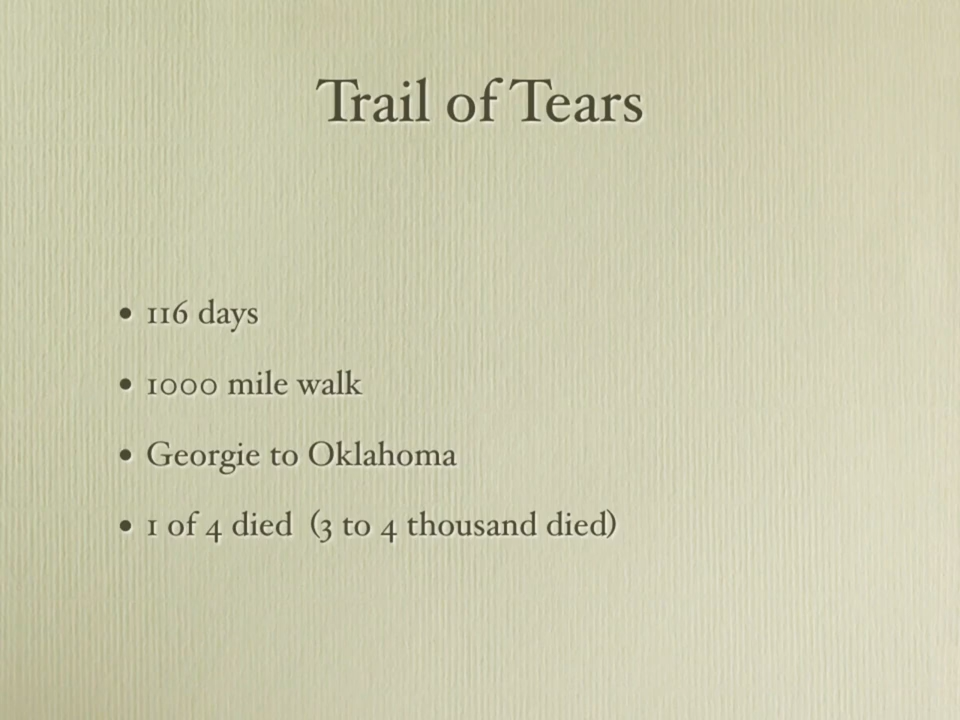 Trail of Tears
• 116 days
• 1000 mile walk
• Georgie to Oklahoma
• 1 of 4 died (3 to 4 thousand died)